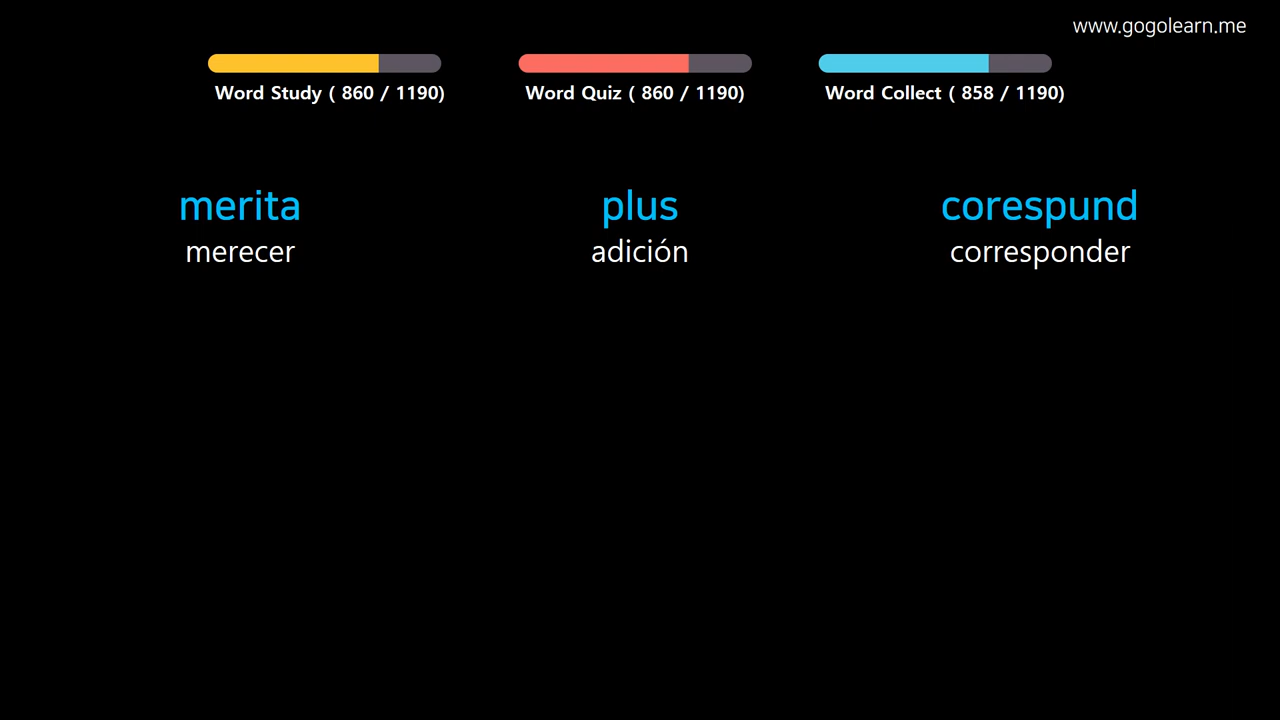 www.gogolearn.me
Word Study ( 860 / 1190)
Word Quiz ( 860 / 1190)
Word Collect ( 858 / 1190)
merita
merecer
plus
adición
corespund
corresponder